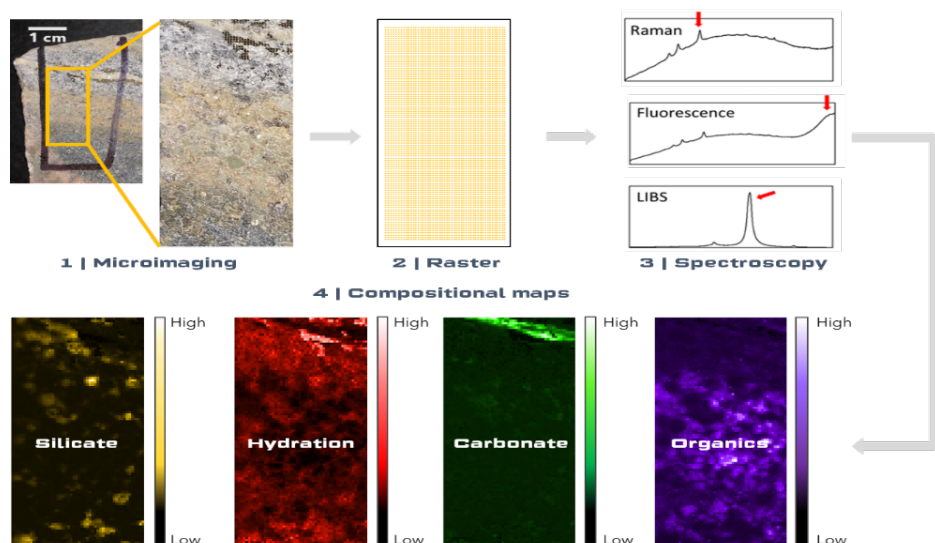 1 cm
Raman
Fluorescence
LIBS
1 | Microimaging
2 | Raster
3 | Spectroscopy
4 | Compositional maps
High
Low
Silicate
High
Low
Hydration
High
Low
Carbonate
High
Low
Organics